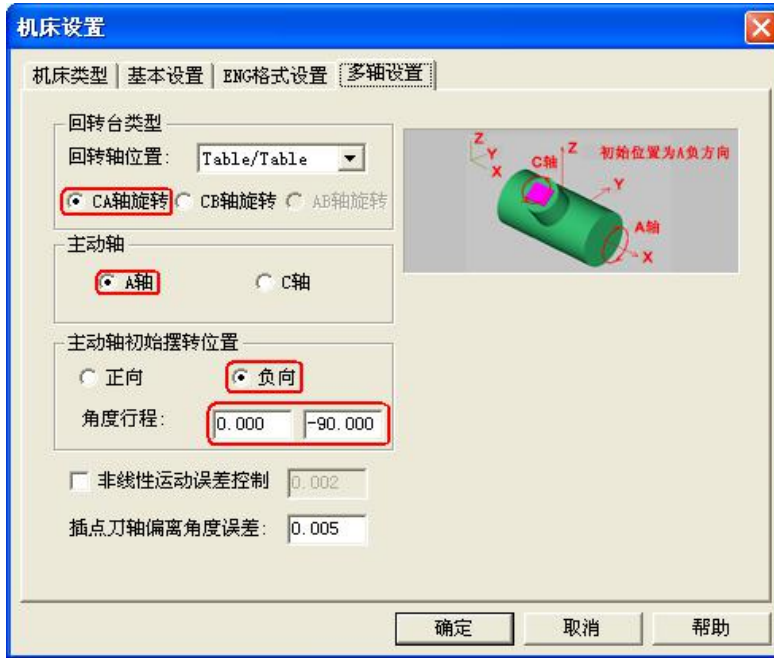 机床设置
机床类型 基本设置 ENG格式设置 多轴设置
回转台类型
回转轴位置: Table/Table
CA轴旋转 CB轴旋转 AB轴旋转
主动轴
A轴 C轴
主动轴初始摆转位置
正向 负向
角度行程: 0.000 -90.000
非线性运动误差控制 0.002
插点刀轴偏离角度误差: 0.005
Z
Y
X
C轴
Z
初始位置为A负方向
Y
A轴
X
确定 取消 帮助